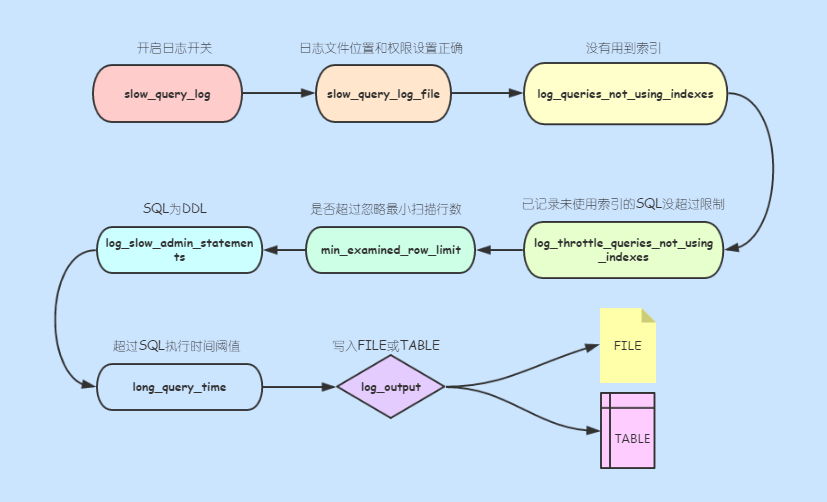 开启日志开关
日志文件位置和权限设置正确
没有用到索引
slow_query_log
slow_query_log_file
log_queries_not_using_indexes
SQL为DDL
是否超过忽略最小扫描行数
已记录未使用索引的SQL没超过限制
log_slow_admin_statemen
ts
min_examined_row_limit
log_throttle_queries_not_using
_indexes
超过SQL执行时间阈值
写入FILE或TABLE
long_query_time
log_output
FILE
TABLE